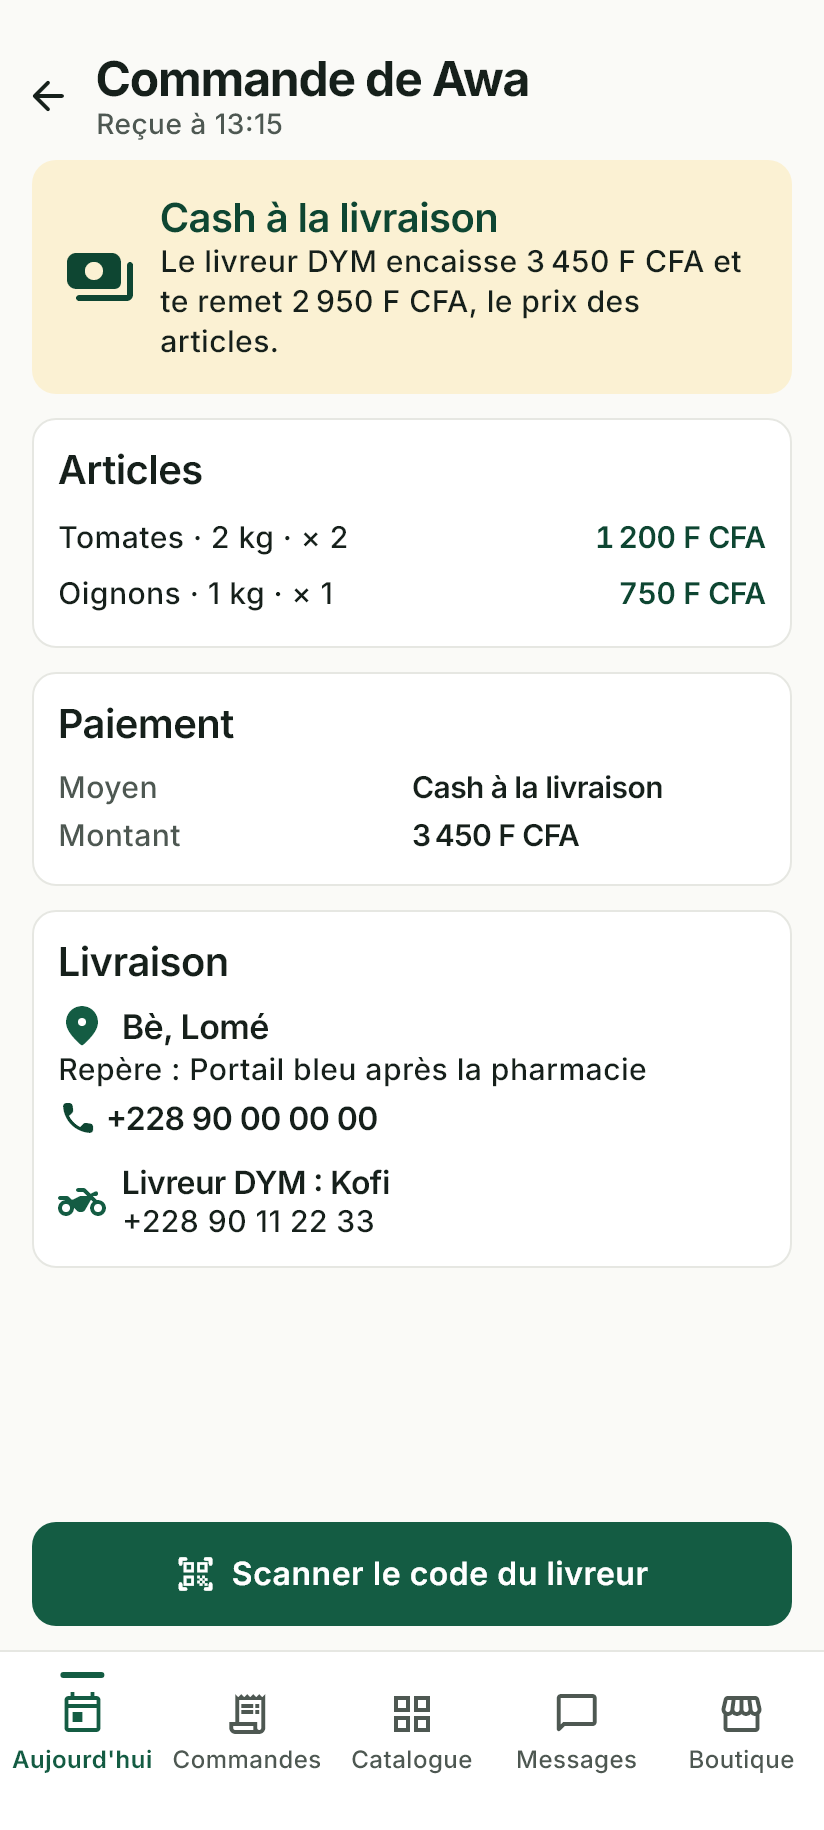 Commande de Awa
Reçue à 13:15
Cash à la livraison
Le livreur DYM encaisse 3 450 F CFA et
te remet 2 950 F CFA, le prix des
articles.
Articles
Tomates · 2 kg · × 2 1 200 F CFA
Oignons · 1 kg · × 1 750 F CFA
Paiement
Moyen Cash à la livraison
Montant 3 450 F CFA
Livraison
Bè, Lomé
Repère : Portail bleu après la pharmacie
+228 90 00 00 00
Livreur DYM : Kofi
+228 90 11 22 33
Scanner le code du livreur
Aujourd'hui Commandes Catalogue Messages Boutique